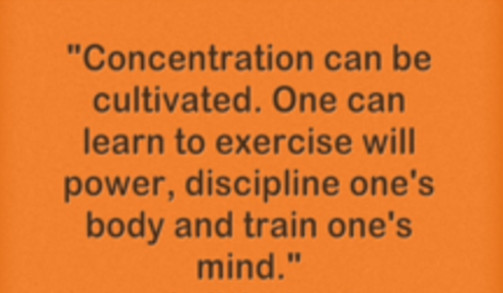 "Concentration can be
cultivated. One can
learn to exercise will
power, discipline one's
body and train one's
mind."